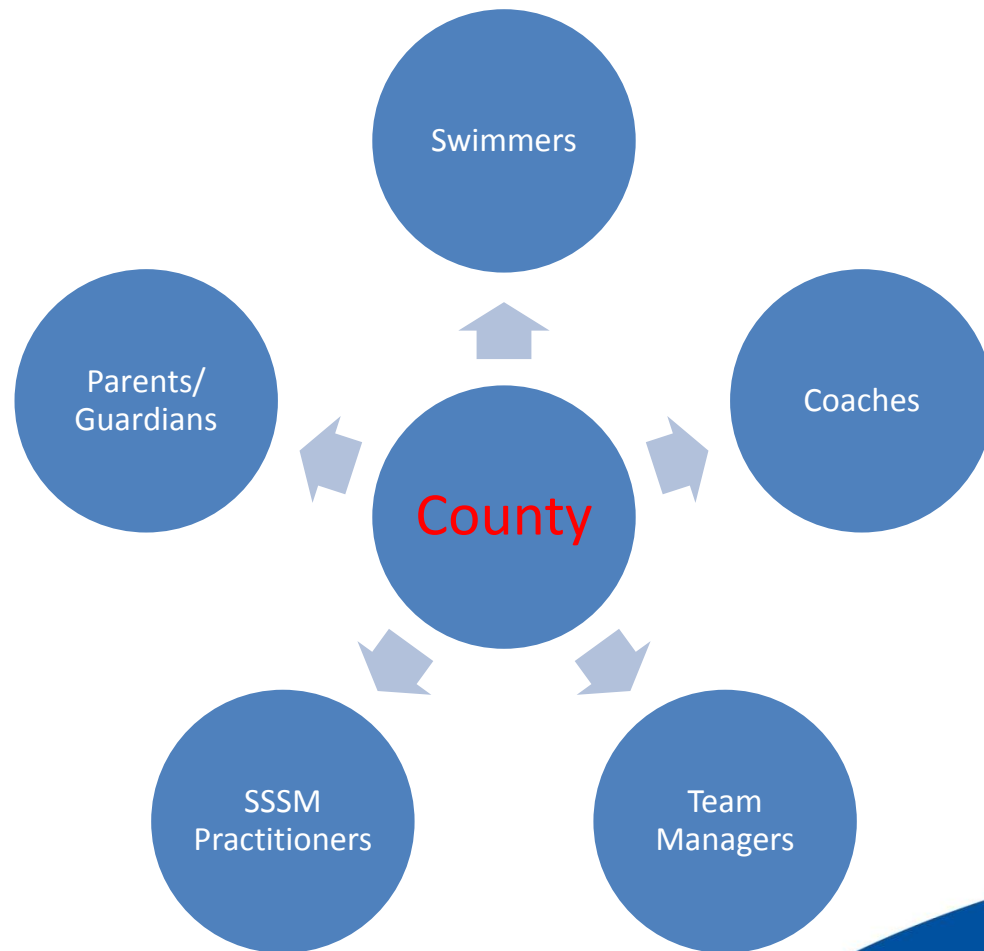 Swimmers
Parents/
Guardians
Coaches
County
SSSM
Practitioners
Team
Managers